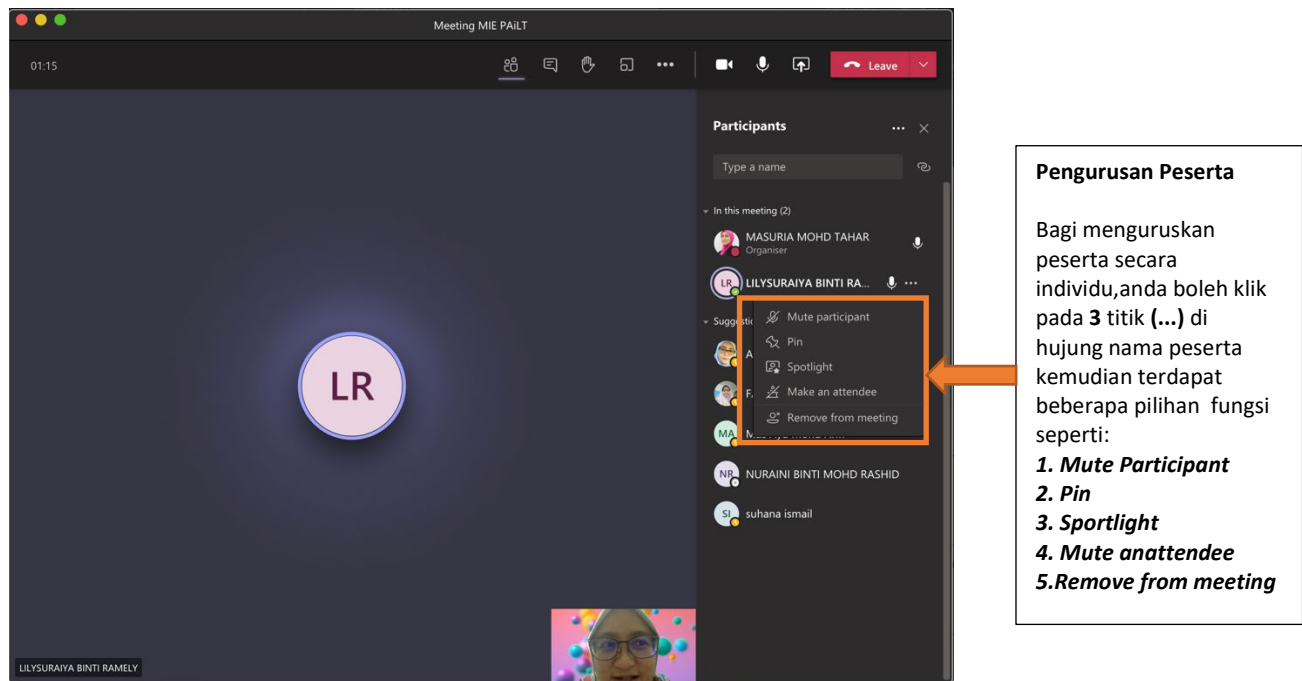 Meeting MIE PAiLT
01:15
Leave
Participants
Type a name
In this meeting (2)
MASURIA MOHD TAHAR
Organiser
LR
LILYSURAIYA BINTI RA...
Mute participant
Pin
Spotlight
Make an attendee
Remove from meeting
A
F
MA
NR
NURAINI BINTI MOHD RASHID
SI
suhana ismail
LR
LILYSURAIYA BINTI RAMELY
Pengurusan Peserta
Bagi menguruskan
peserta secara
individu,anda boleh klik
pada 3 titik (...) di
hujung nama peserta
kemudian terdapat
beberapa pilihan fungsi
seperti:
1. Mute Participant
2. Pin
3. Sportlight
4. Mute anattendee
5.Remove from meeting